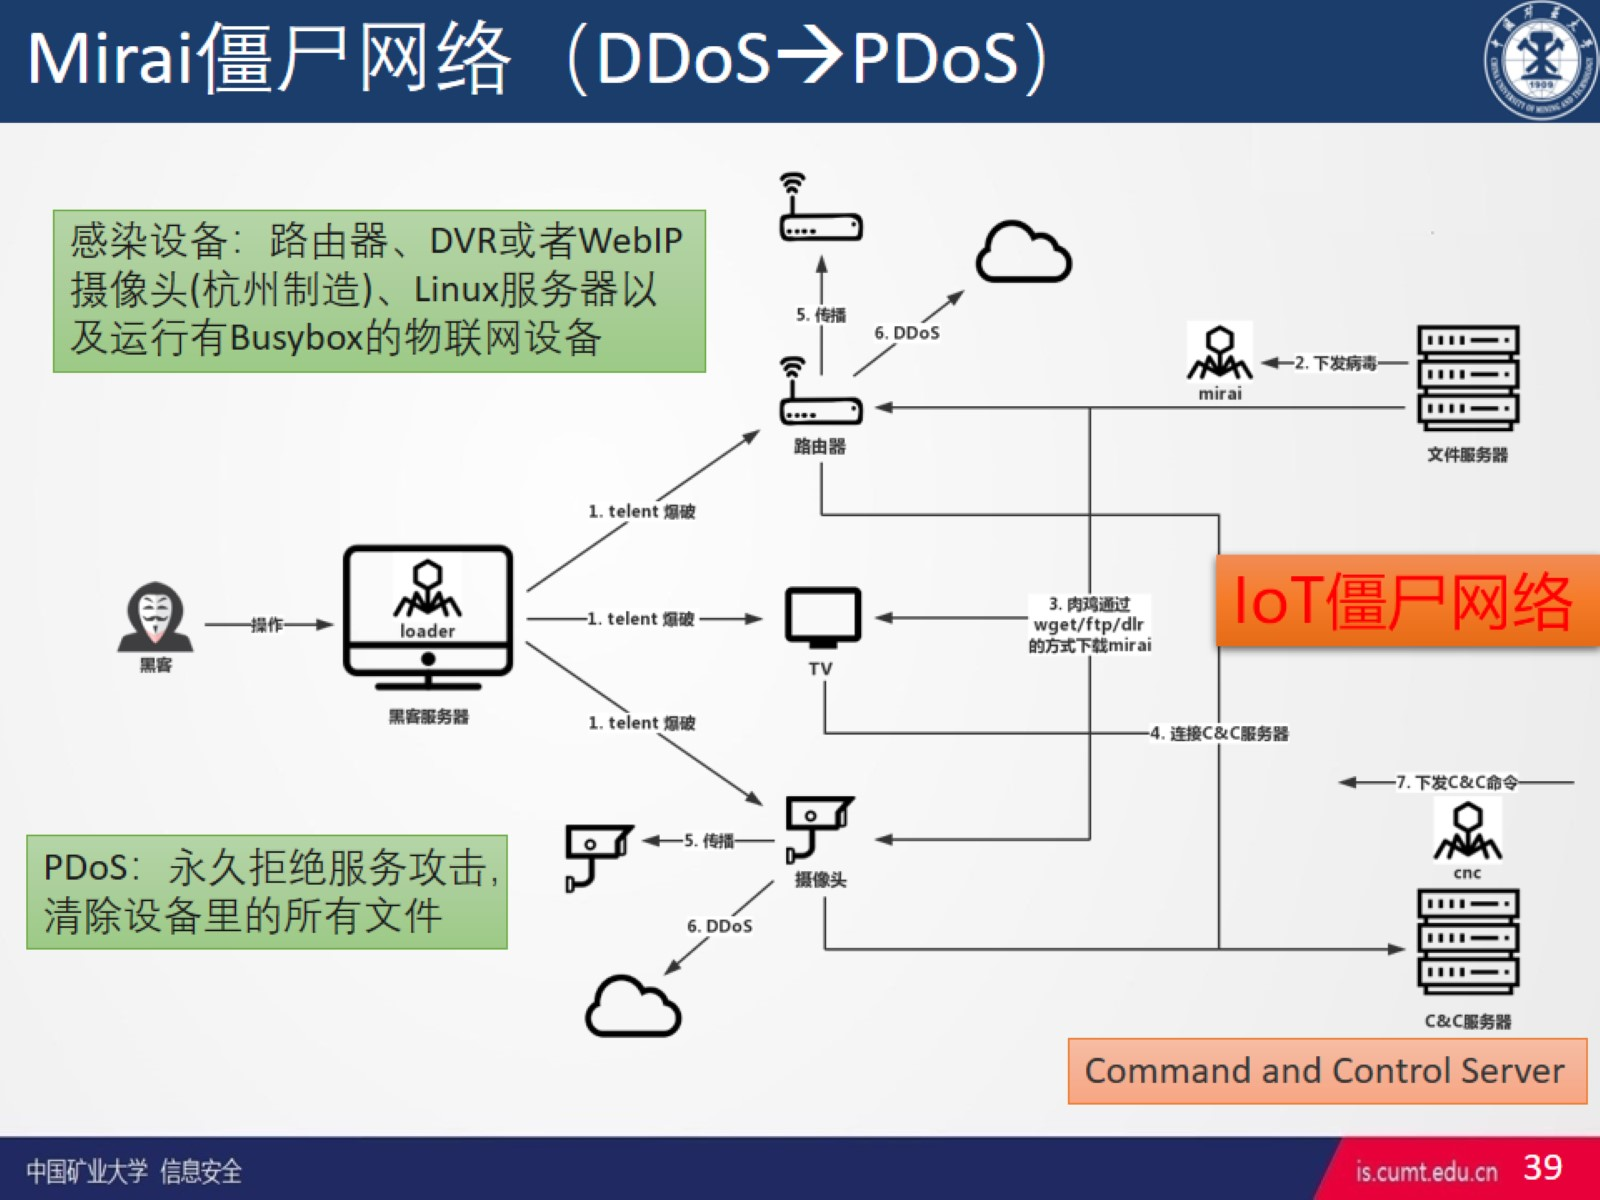 Mirai僵尸网络（DDoS→PDoS）
感染设备：路由器、DVR或者WebIP
摄像头(杭州制造)、Linux服务器以
及运行有Busybox的物联网设备
5. 传播
6. DDoS
2. 下发病毒
mirai
路由器
文件服务器
1. telent 爆破
IoT僵尸网络
loader
操作
1. telent 爆破
3. 肉鸡通过
wget/ftp/dlr
的方式下载mirai
黑客
TV
黑客服务器
1. telent 爆破
4. 连接C&C服务器
7. 下发C&C命令
5. 传播
PDoS：永久拒绝服务攻击,
清除设备里的所有文件
摄像头
cnc
6. DDoS
C&C服务器
Command and Control Server
中国矿业大学 信息安全
is.cumt.edu.cn
39
CHINA UNIVERSITY OF MINING AND TECHNOLOGY
1909